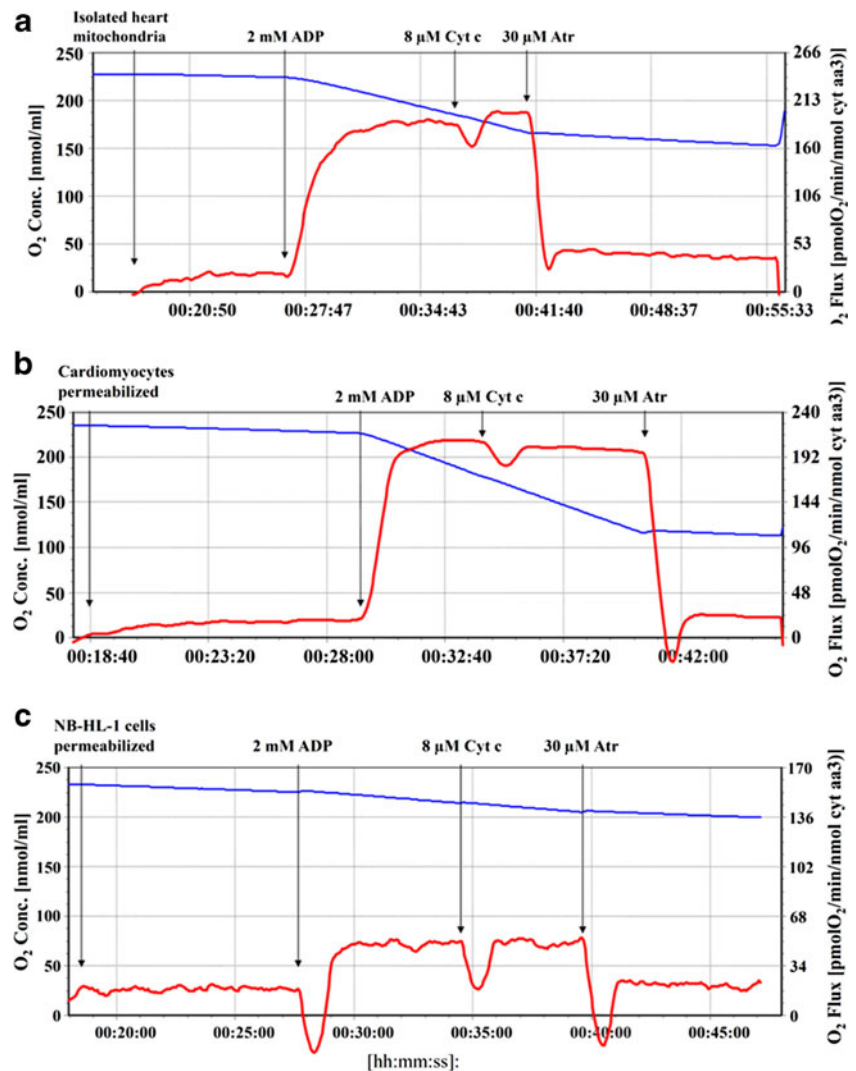 a
Isolated heart
mitochondria
2 mM ADP
8 µM Cyt c
30 µM Atr
250
200
150
100
50
0
O2 Conc. [nmol/ml]
266
213
160
106
53
0
O2 Flux [pmolO2/min/nmol cyt aa3)]
00:20:50
00:27:47
00:34:43
00:41:40
00:48:37
00:55:33
b
Cardiomyocytes
permeabilized
2 mM ADP
8 µM Cyt c
30 µM Atr
250
200
150
100
50
0
O2 Conc. [nmol/ml]
240
192
144
96
48
0
O2 Flux [pmolO2/min/nmol cyt aa3)]
00:18:40
00:23:20
00:28:00
00:32:40
00:37:20
00:42:00
c
NB-HL-1 cells
permeabilized
2 mM ADP
8 µM Cyt c
30 µM Atr
250
200
150
100
50
0
O2 Conc. [nmol/ml]
170
136
102
68
34
0
O2 Flux [pmolO2/min/nmol cyt aa3)]
00:20:00
00:25:00
00:30:00
00:35:00
00:40:00
00:45:00
[hh:mm:ss]: